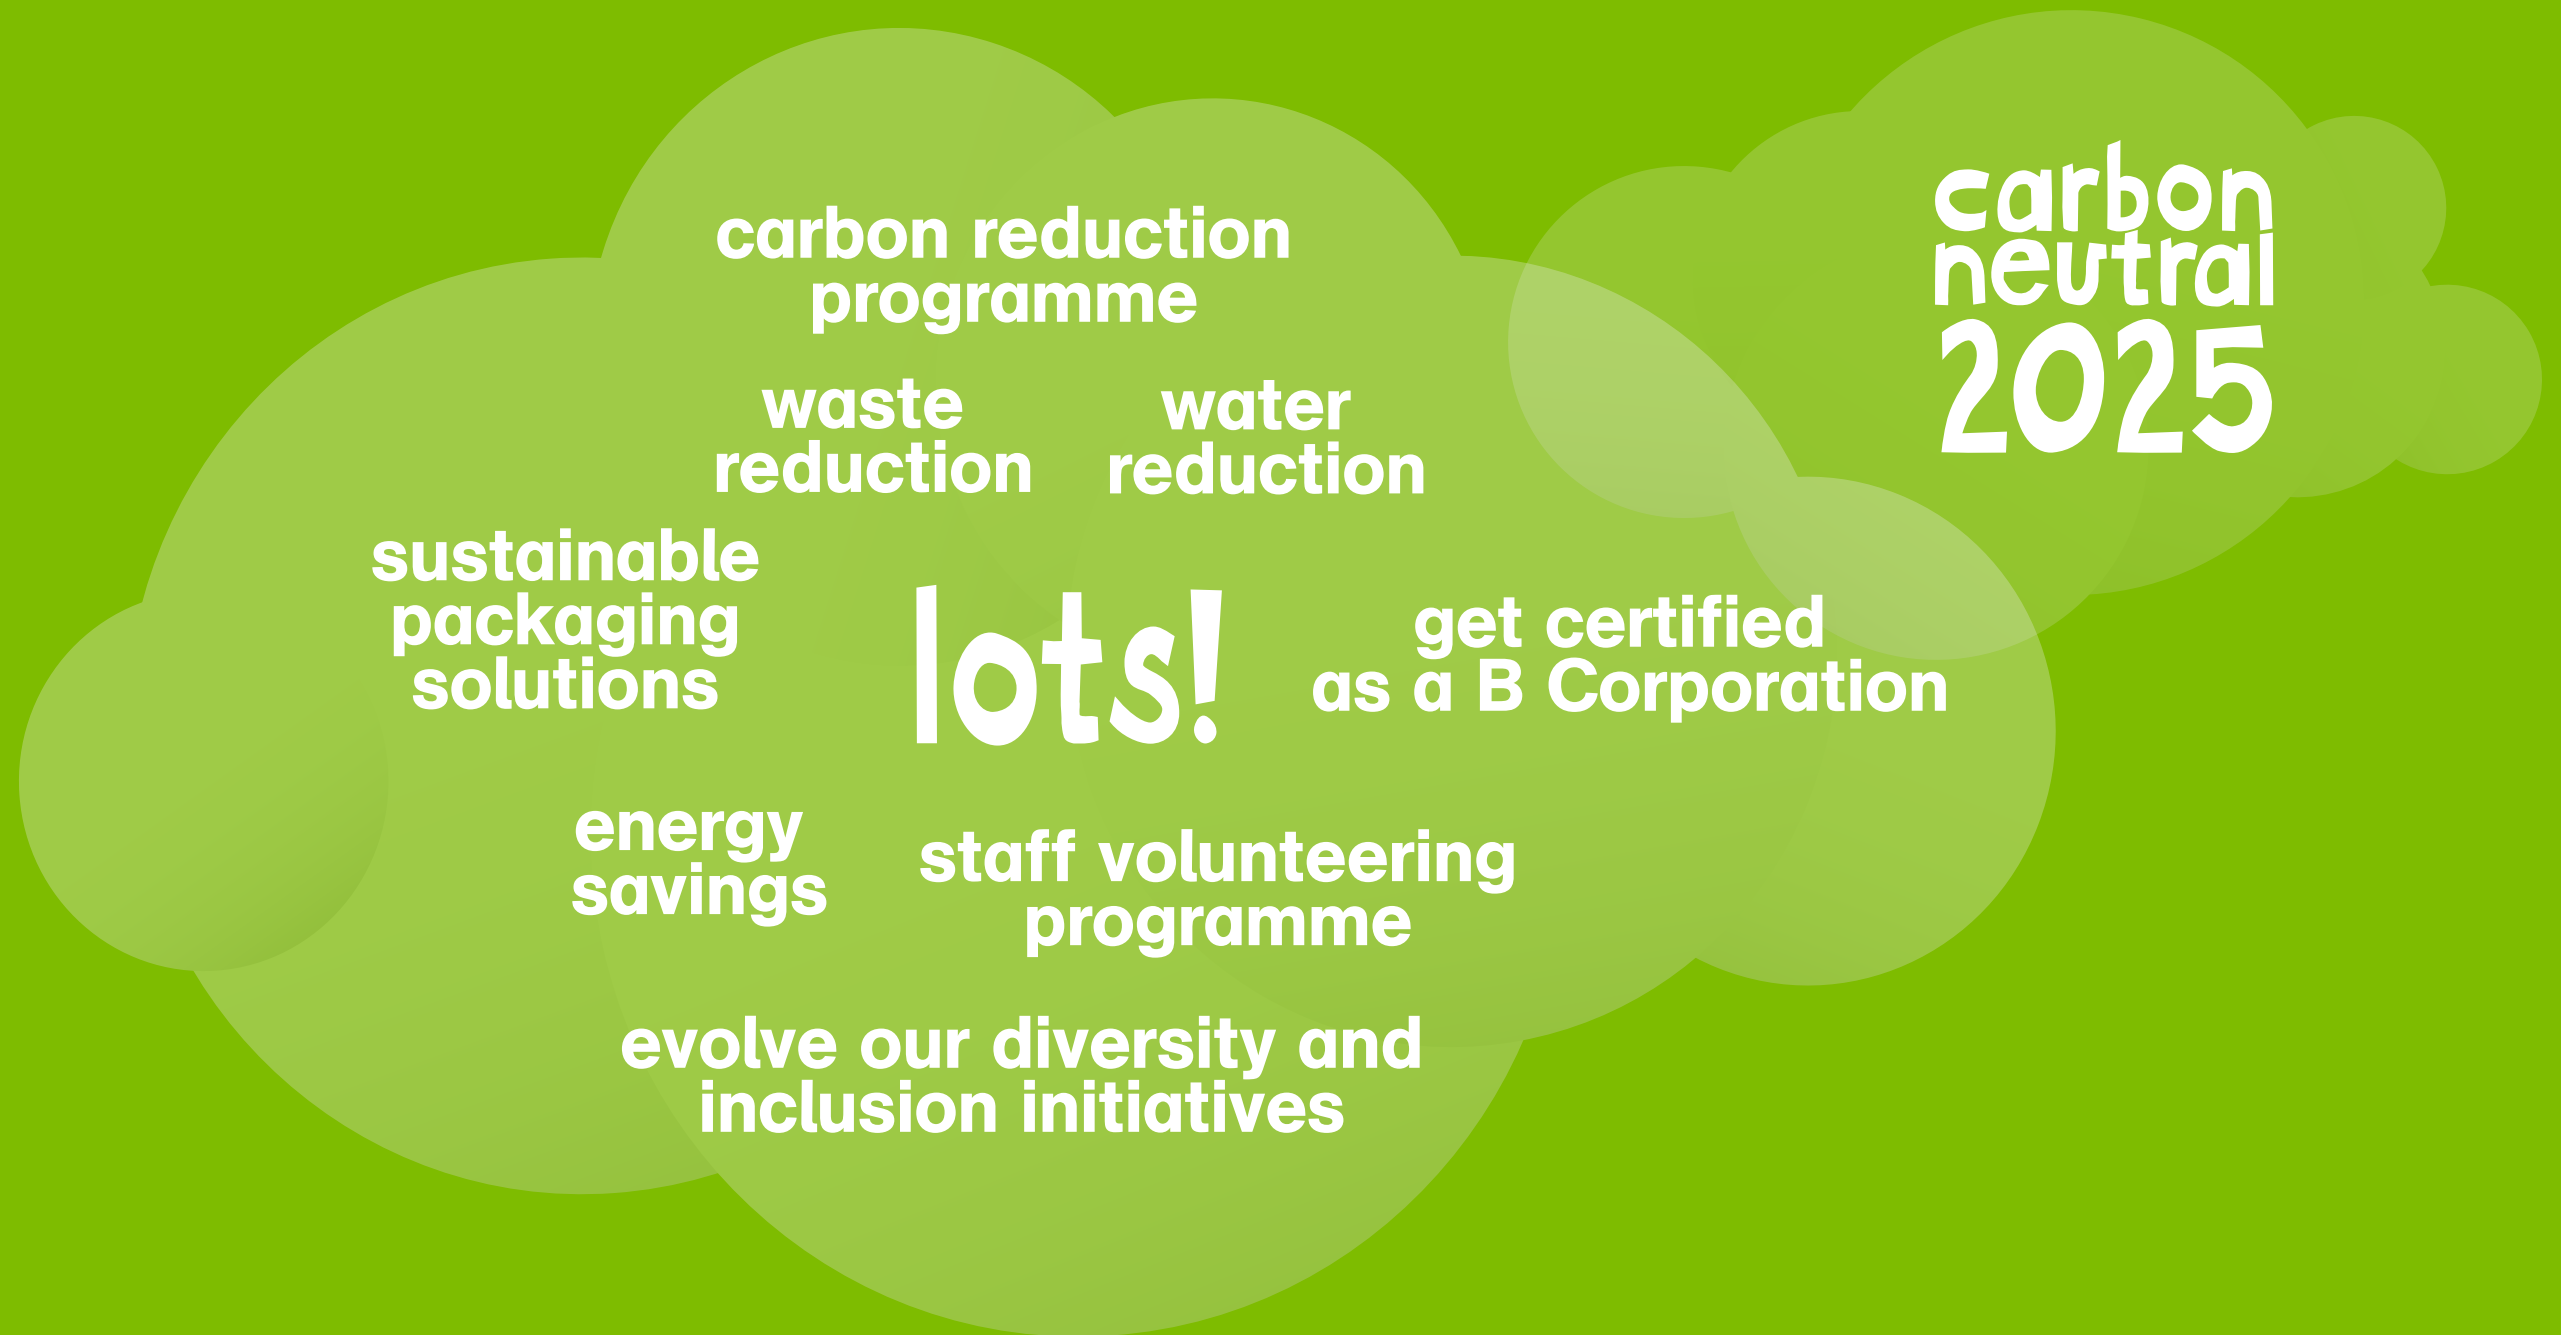 carbon reduction
programme
waste
reduction
water
reduction
sustainable
packaging
solutions
lots!
get certified
as a B Corporation
energy
savings
staff volunteering
programme
evolve our diversity and
inclusion initiatives
carbon
neutral
2025